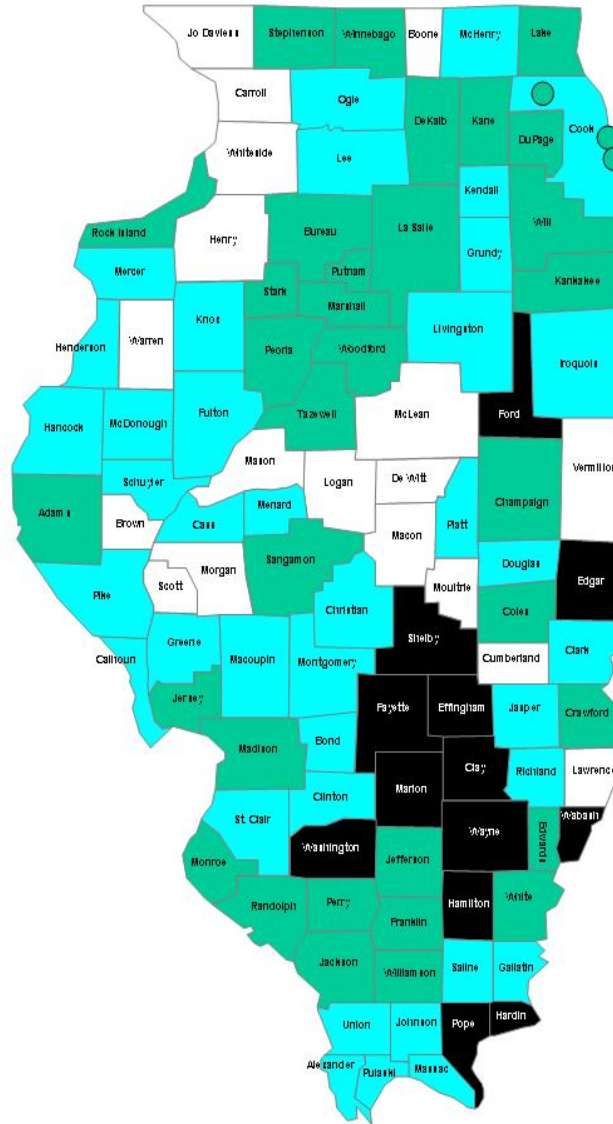 Jo Daviess
Stephenson
Winnebago
Boone
McHenry
Lake
Carroll
Ogle
DeKalb
Kane
Cook
DuPage
Whiteside
Lee
Kendall
Rock Island
Henry
Bureau
La Salle
Will
Grundy
Putnam
Mercer
Stark
Kankakee
Marshall
Knox
Livingston
Henderson
Warren
Peoria
Woodford
Iroquois
Hancock
McDonough
Fulton
Tazewell
McLean
Ford
Mason
Vermilion
Schuyler
Logan
De Witt
Adams
Menard
Champaign
Brown
Cass
Piatt
Macon
Morgan
Sangamon
Douglas
Edgar
Pike
Scott
Moultrie
Christian
Coles
Greene
Shelby
Calhoun
Macoupin
Montgomery
Cumberland
Clark
Jersey
Fayette
Effingham
Jasper
Crawford
Madison
Bond
Clay
Richland
Lawrence
Marion
Clinton
St. Clair
Wabash
Wayne
Washington
Edwards
Monroe
Jefferson
Randolph
Perry
Hamilton
White
Franklin
Jackson
Williamson
Saline
Gallatin
Union
Johnson
Pope
Hardin
Alexander
Pulaski
Massac